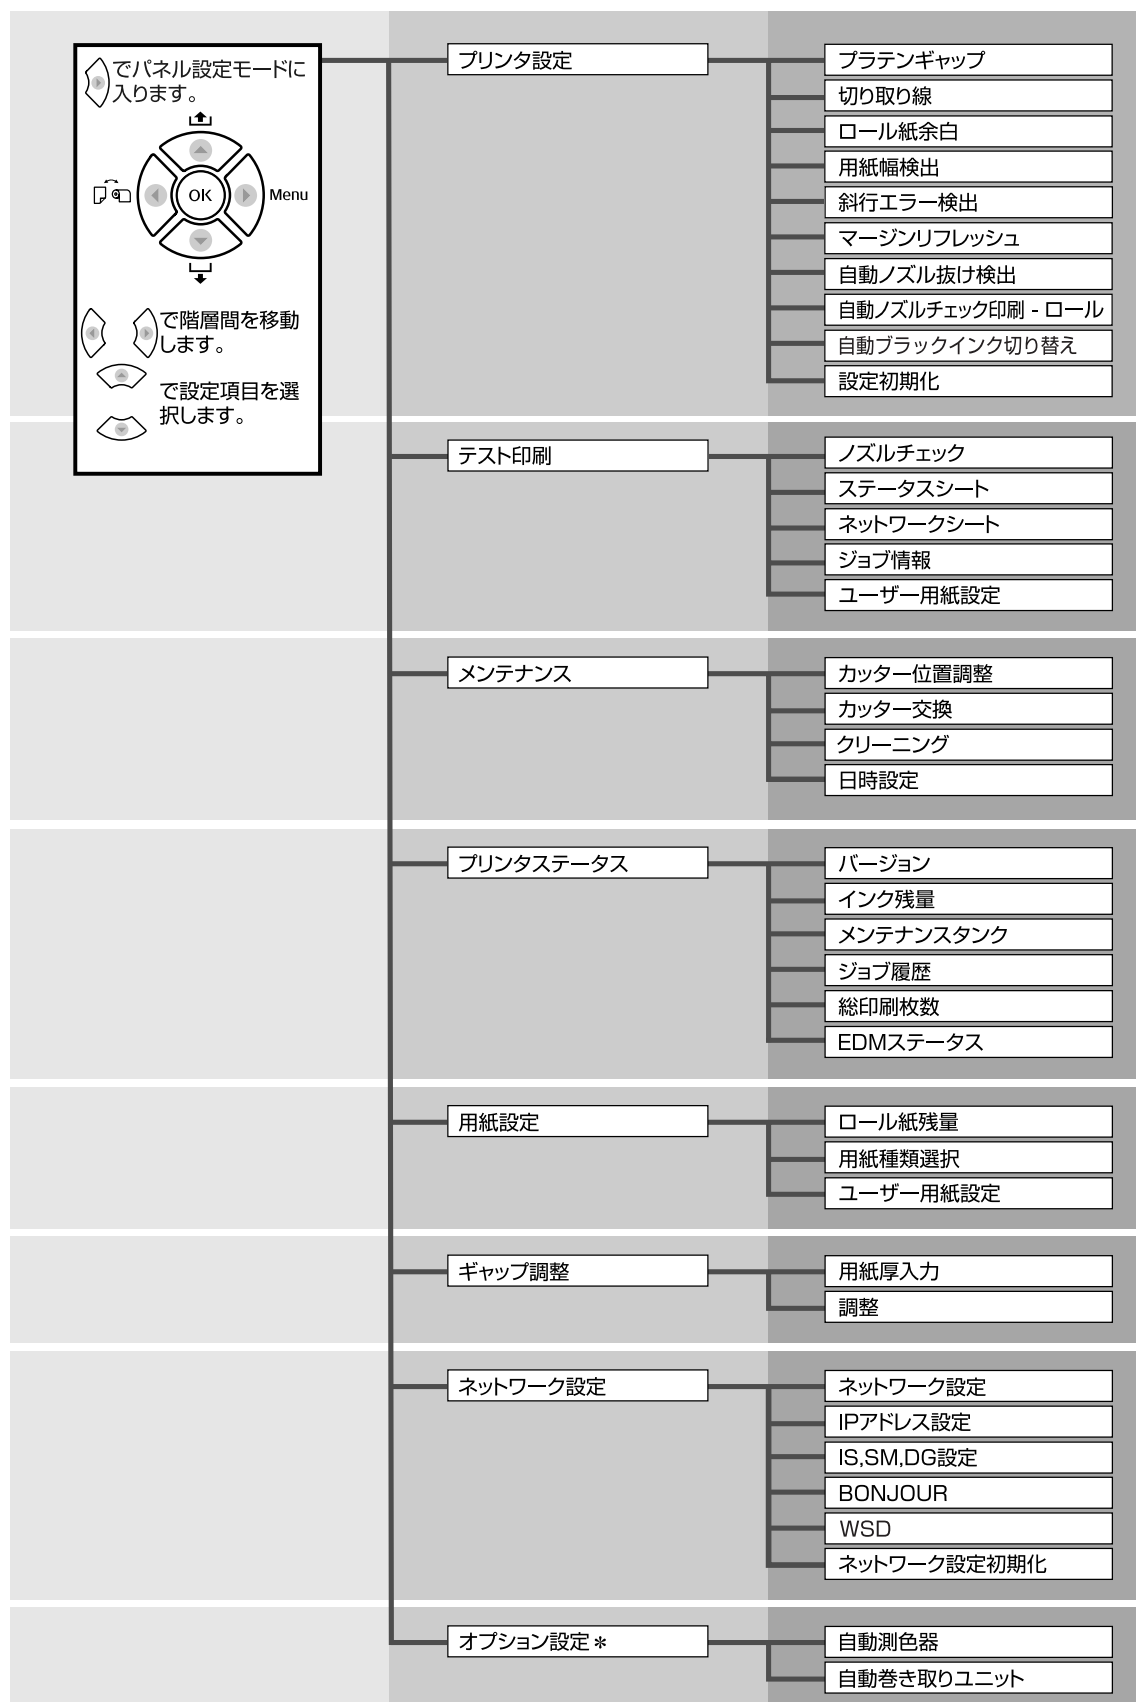 でパネル設定モードに
入ります。
OK
Menu
で階層間を移動
します。
で設定項目を選
択します。
プリンタ設定
プラテンギャップ
切り取り線
ロール紙余白
用紙幅検出
斜行エラー検出
マージンリフレッシュ
自動ノズル抜け検出
自動ノズルチェック印刷 - ロール
自動ブラックインク切り替え
設定初期化
テスト印刷
ノズルチェック
ステータスシート
ネットワークシート
ジョブ情報
ユーザー用紙設定
メンテナンス
カッター位置調整
カッター交換
クリーニング
日時設定
プリンタステータス
バージョン
インク残量
メンテナンスタンク
ジョブ履歴
総印刷枚数
EDMステータス
用紙設定
ロール紙残量
用紙種類選択
ユーザー用紙設定
ギャップ調整
用紙厚入力
調整
ネットワーク設定
ネットワーク設定
IPアドレス設定
IS,SM,DG設定
BONJOUR
WSD
ネットワーク設定初期化
オプション設定＊
自動測色器
自動巻き取りユニット